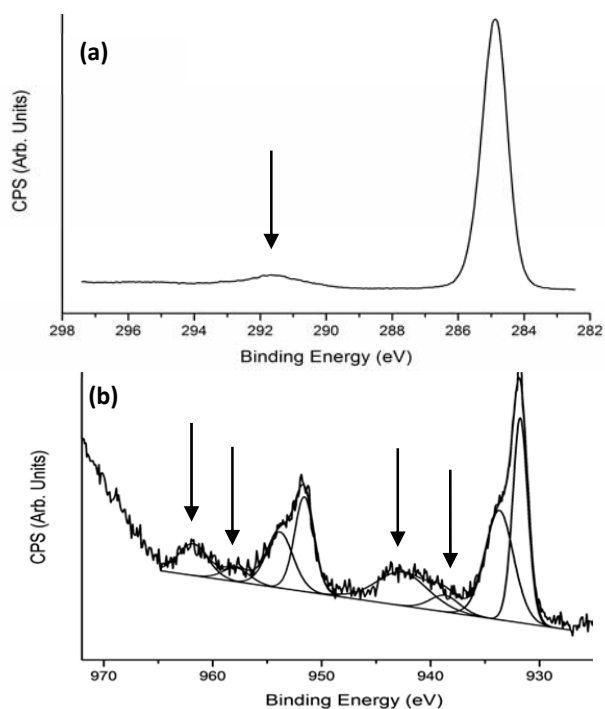 (a)
CPS (Arb. Units)
298 296 294 292 290 288 286 284 282
Binding Energy (eV)
(b)
CPS (Arb. Units)
970 960 950 940 930
Binding Energy (eV)